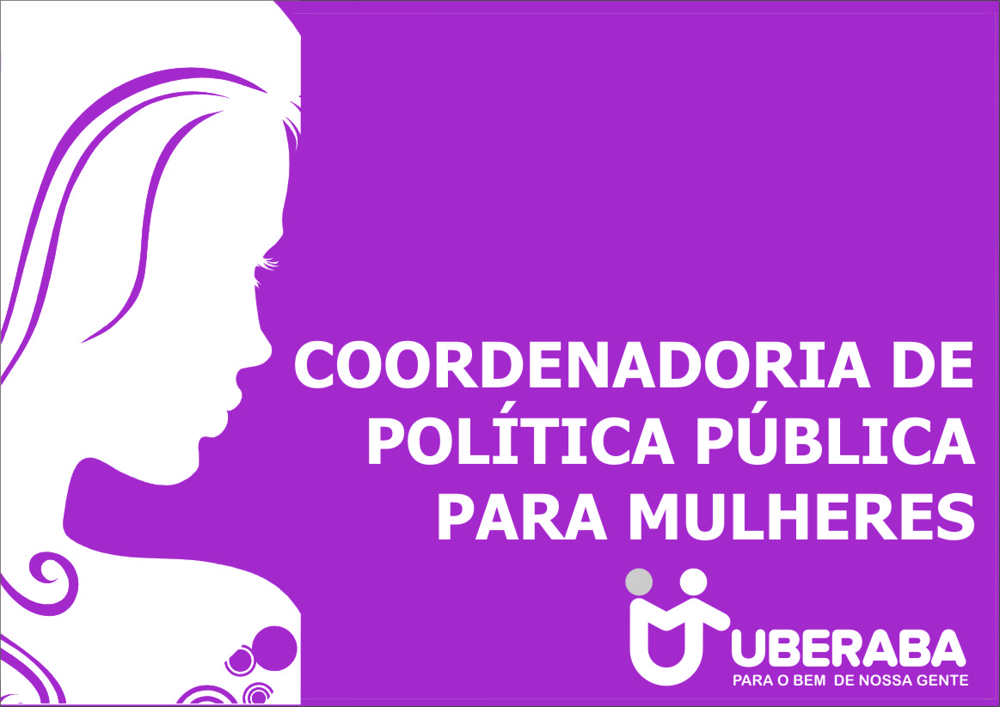 COORDENADORIA DE
POLÍTICA PÚBLICA
PARA MULHERES
UBERABA
PARA O BEM DE NOSSA GENTE